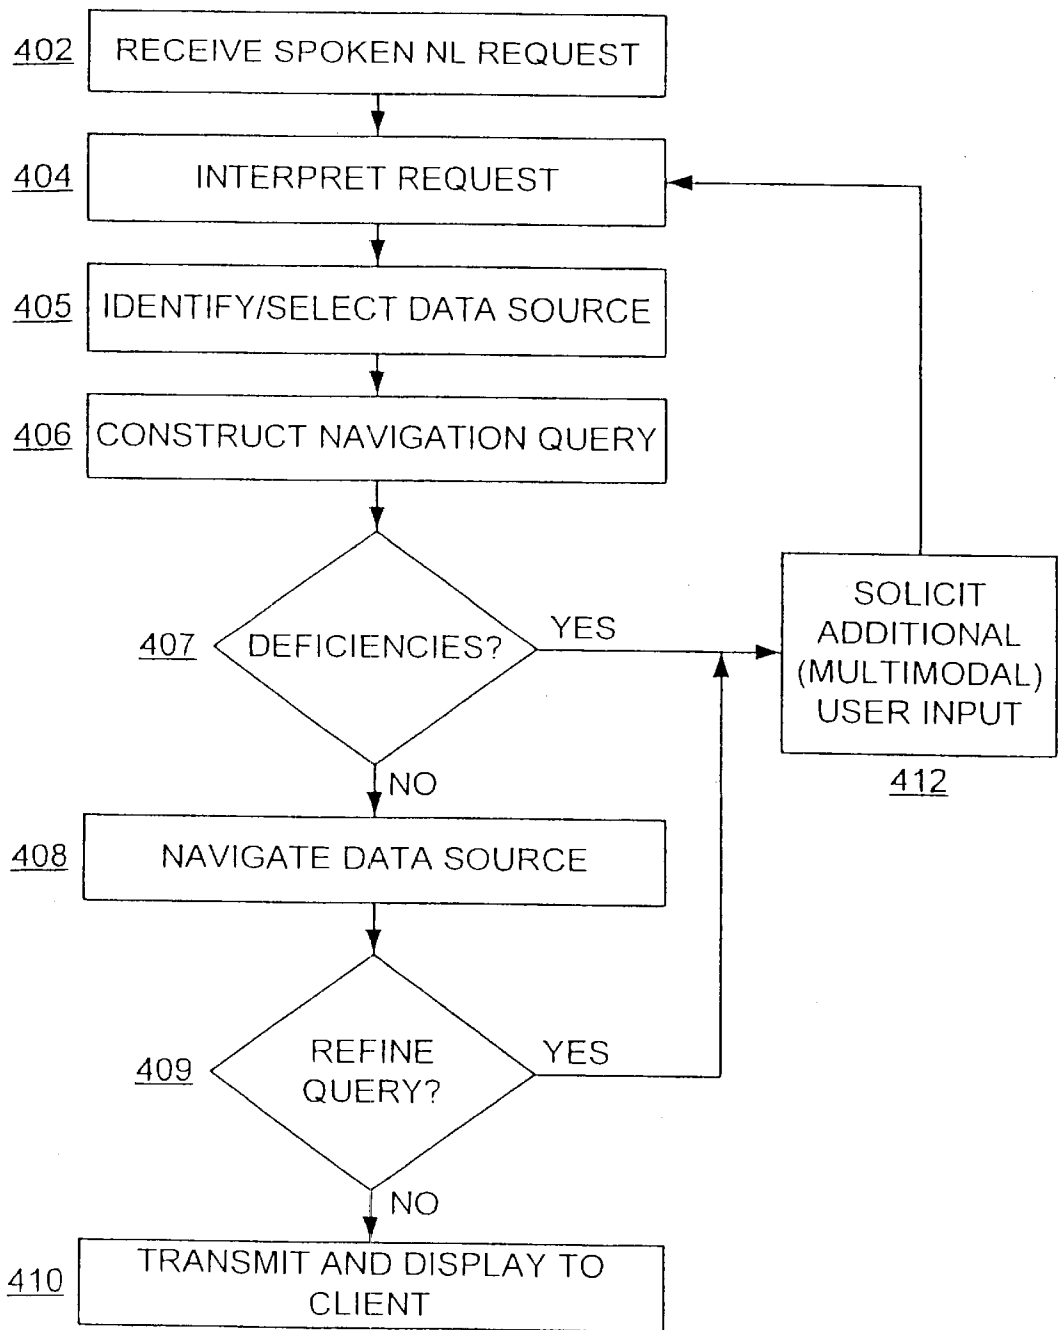 402 RECEIVE SPOKEN NL REQUEST
404 INTERPRET REQUEST
405 IDENTIFY/SELECT DATA SOURCE
406 CONSTRUCT NAVIGATION QUERY
407 DEFICIENCIES?
YES
NO
SOLICIT
ADDITIONAL
(MULTIMODAL)
USER INPUT
412
408 NAVIGATE DATA SOURCE
409
REFINE
QUERY?
YES
NO
410
TRANSMIT AND DISPLAY TO
CLIENT